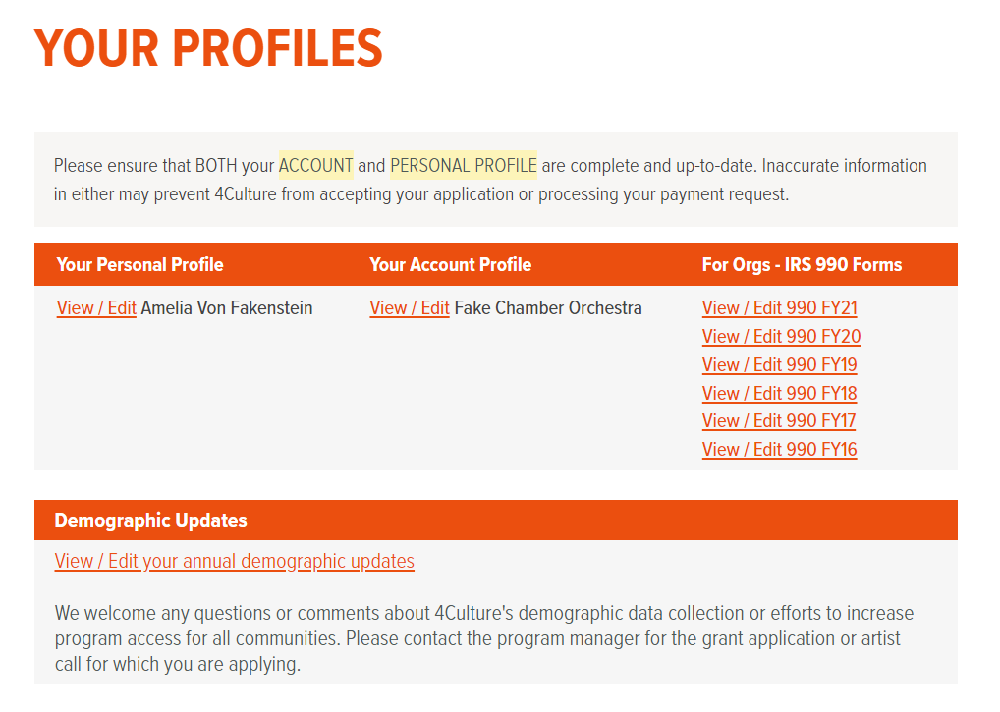 YOUR PROFILES
Please ensure that BOTH your ACCOUNT and PERSONAL PROFILE are complete and up-to-date. Inaccurate information
in either may prevent 4Culture from accepting your application or processing your payment request.
Your Personal Profile Your Account Profile For Orgs - IRS 990 Forms
View / Edit Amelia Von Fakenstein View / Edit Fake Chamber Orchestra View / Edit 990 FY21
View / Edit 990 FY20
View / Edit 990 FY19
View / Edit 990 FY18
View / Edit 990 FY17
View / Edit 990 FY16
Demographic Updates
View / Edit your annual demographic updates
We welcome any questions or comments about 4Culture's demographic data collection or efforts to increase
program access for all communities. Please contact the program manager for the grant application or artist
call for which you are applying.